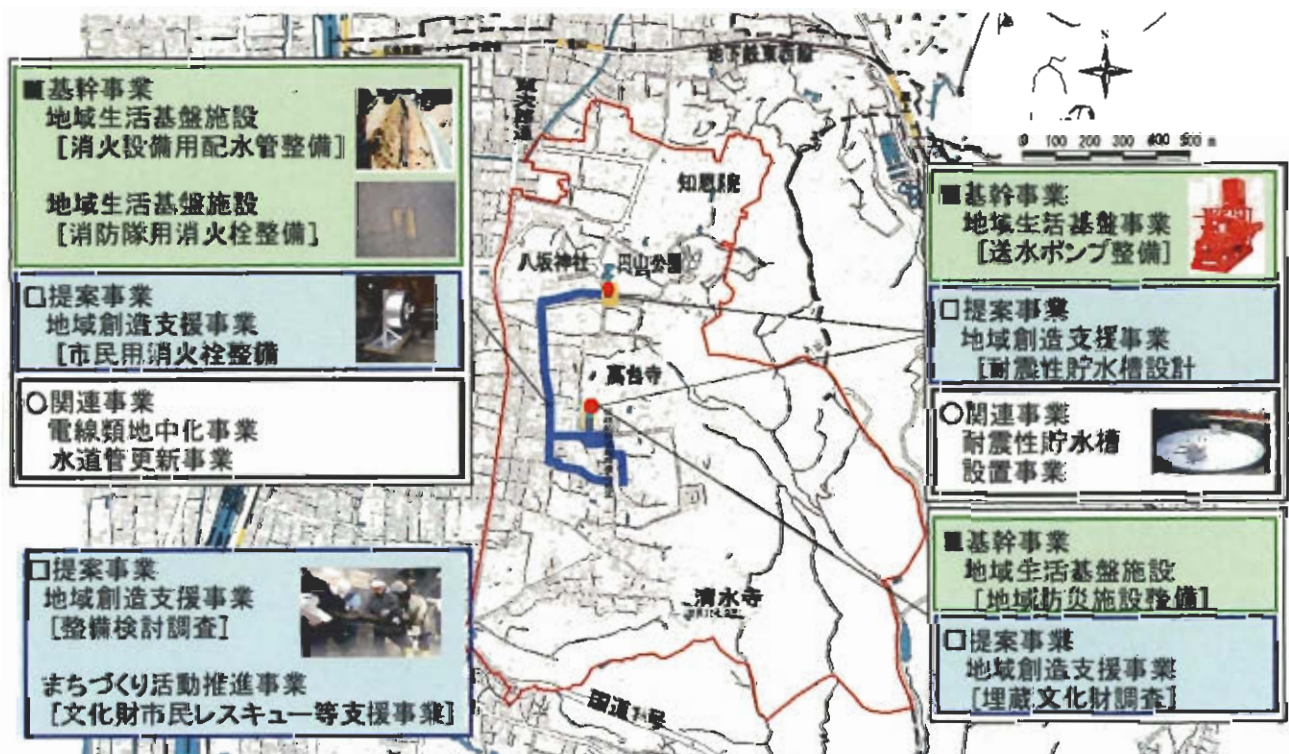 ■基幹事業
地域生活基盤施設
[消火設備用配水管整備]
地域生活基盤施設
[消防隊用消火栓整備]
□提案事業
地域創造支援事業
[市民用消火栓整備
○関連事業
電線類地中化事業
水道管更新事業
□提案事業
地域創造支援事業
[整備検討調査]
まちづくり活動推進事業
[文化財市民レスキュー等支援事業]
地下鉄東西線
東大路通
知恩院
八坂神社
円山公園
高台寺
清水寺
国道1号
N
0 100 200 300 400 500 m
■基幹事業
地域生活基盤事業
[送水ポンプ整備]
□提案事業
地域創造支援事業
[耐震性貯水槽設計
○関連事業
耐震性貯水槽
設置事業
■基幹事業
地域生活基盤施設
[地域防災施設整備]
□提案事業
地域創造支援事業
[埋蔵文化財調査]